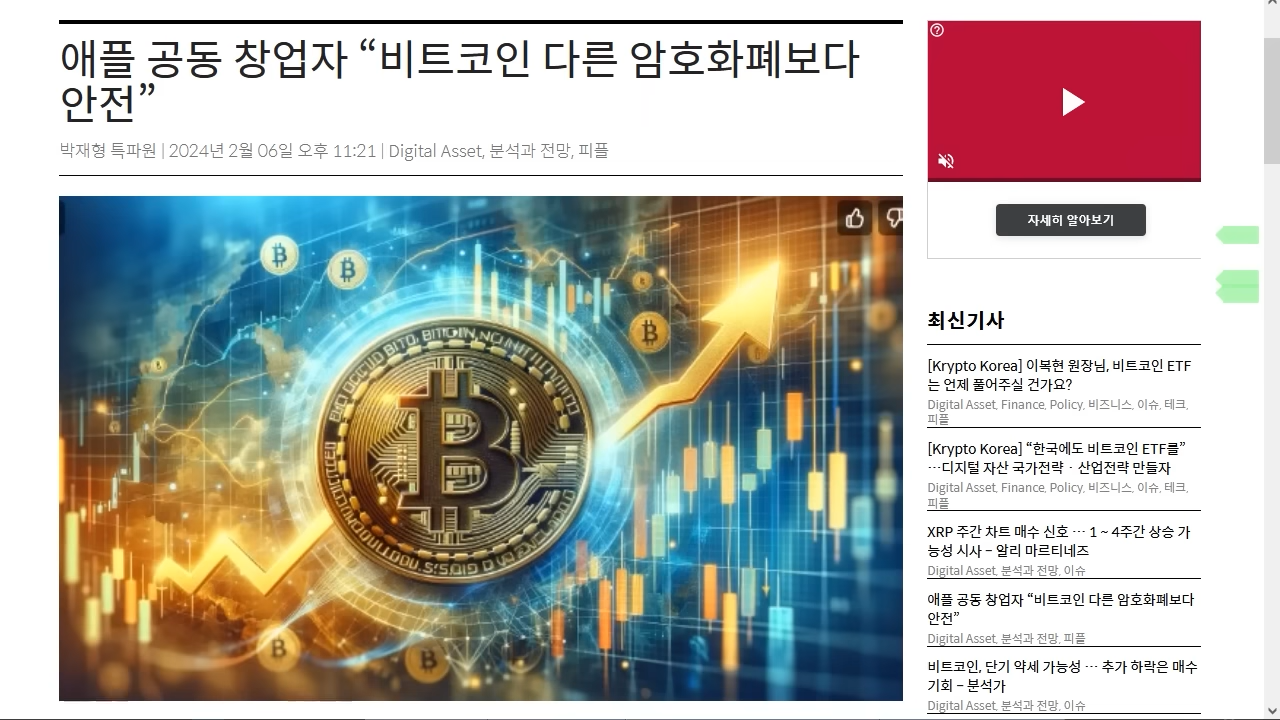 애플 공동 창업자 “비트코인 다른 암호화폐보다
안전”
박재형 특파원 | 2024년 2월 06일 오후 11:21 | Digital Asset, 분석과 전망, 피플
자세히 알아보기
최신기사
[Krypto Korea] 이복현 원장님, 비트코인 ETF
는 언제 풀어주실 건가요?
Digital Asset, Finance, Policy, 비즈니스, 이슈, 테크,
피플
[Krypto Korea] “한국에도 비트코인 ETF를”
…디지털 자산 국가전략 · 산업전략 만들자
Digital Asset, Finance, Policy, 비즈니스, 이슈, 테크,
피플
XRP 주간 차트 매수 신호 … 1 ~ 4주간 상승 가
능성 시사 – 알리 마르티네즈
Digital Asset, 분석과 전망, 이슈
애플 공동 창업자 “비트코인 다른 암호화폐보다
안전”
Digital Asset, 분석과 전망, 피플
비트코인, 단기 약세 가능성 … 추가 하락은 매수
기회 – 분석가
Digital Asset, 분석과 전망, 이슈